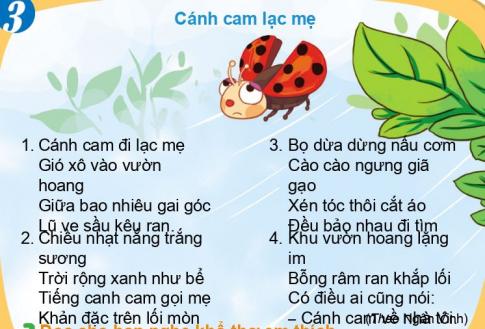 3
Cánh cam lạc mẹ
1. Cánh cam đi lạc mẹ
Gió xô vào vườn
hoang
Giữa bao nhiêu gai góc
Lũ ve sầu kêu ran
2. Chiều nhạt nắng trắng
sương
Trời rộng xanh như bể
Tiếng cánh cam gọi mẹ
Khản đặc trên lối mòn
3. Bọ dừa dừng nấu cơm
Cào cào ngưng giã
gạo
Xén tóc thôi cắt áo
Đều bảo nhau đi tìm
4. Khu vườn hoang lặng
im
Bỗng râm ran khắp lối
Có điều ai cũng nói:
– Cánh cam về nhà tôi
(Theo Ngân Vịnh)